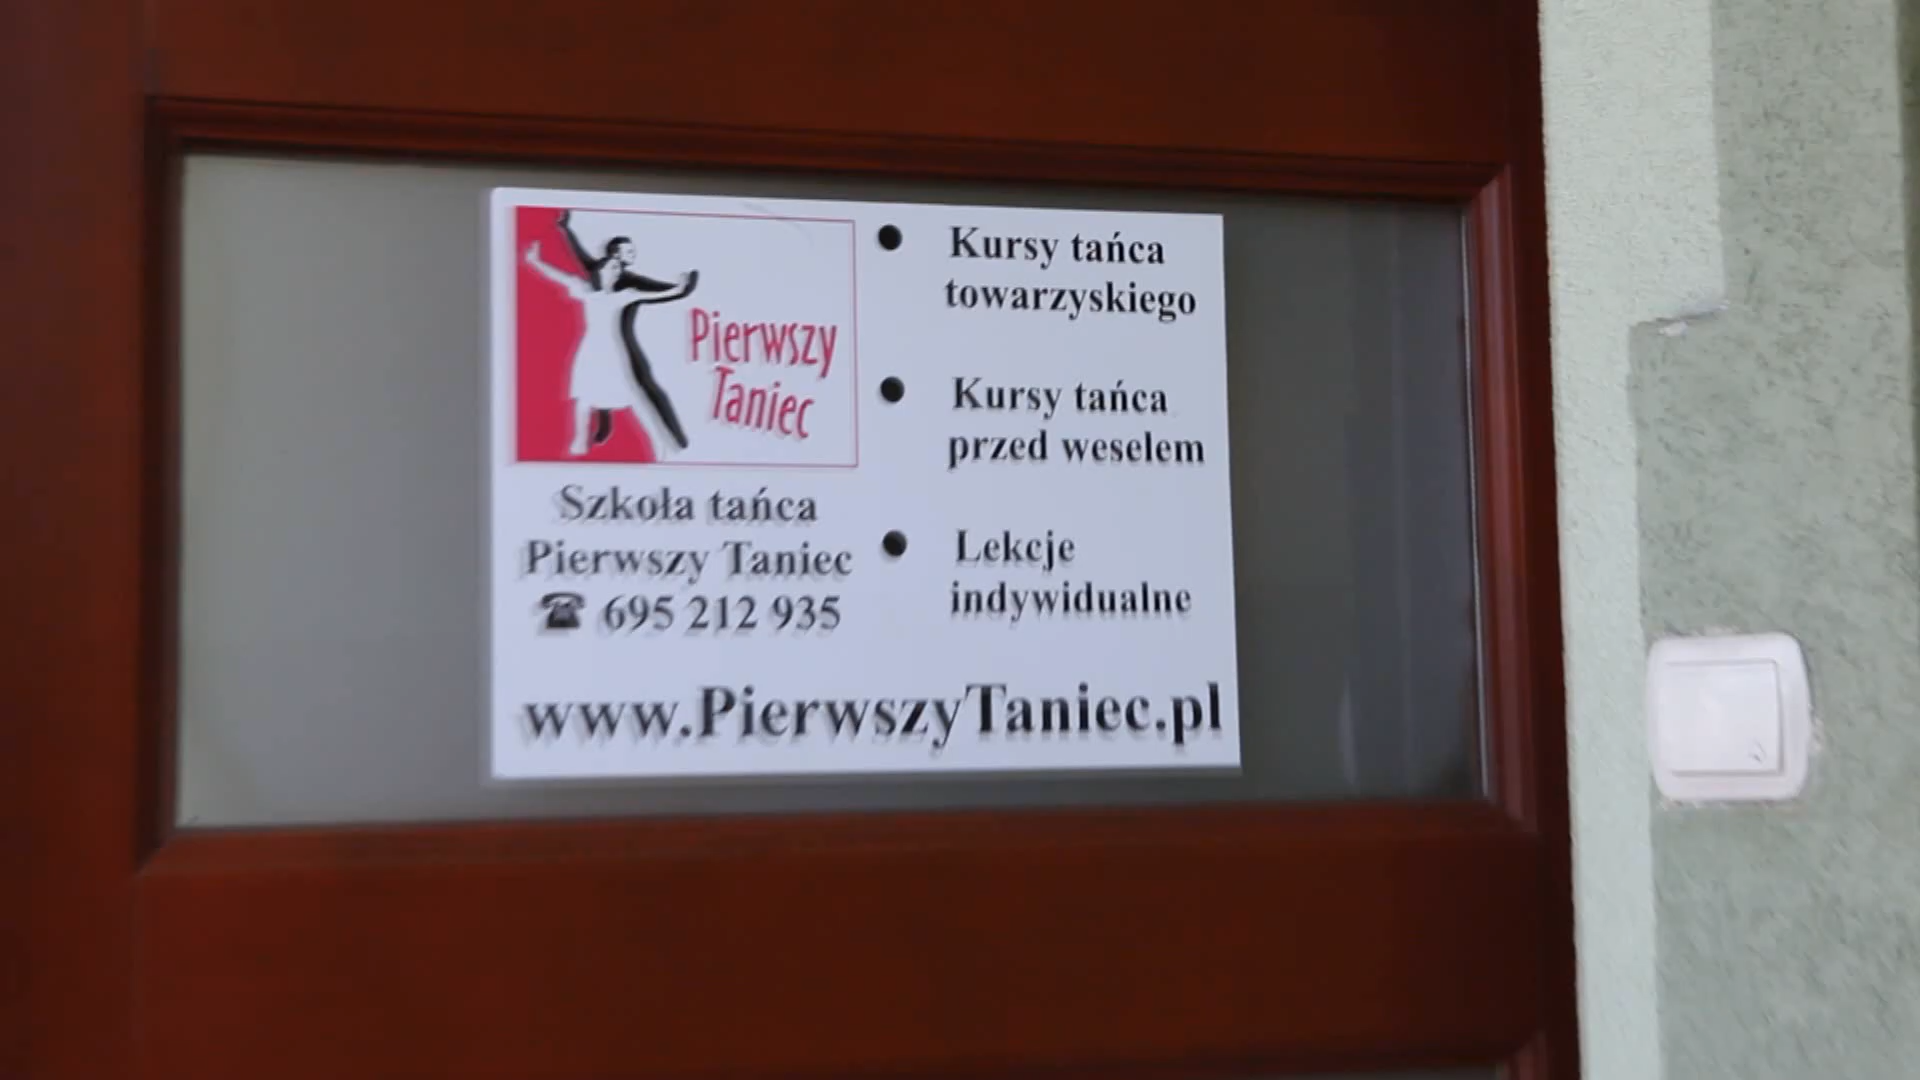 Pierwszy
Taniec
Szkoła tańca
Pierwszy Taniec
☎ 695 212 935
• Kursy tańca
towarzyskiego
• Kursy tańca
przed weselem
• Lekcje
indywidualne
www.PierwszyTaniec.pl